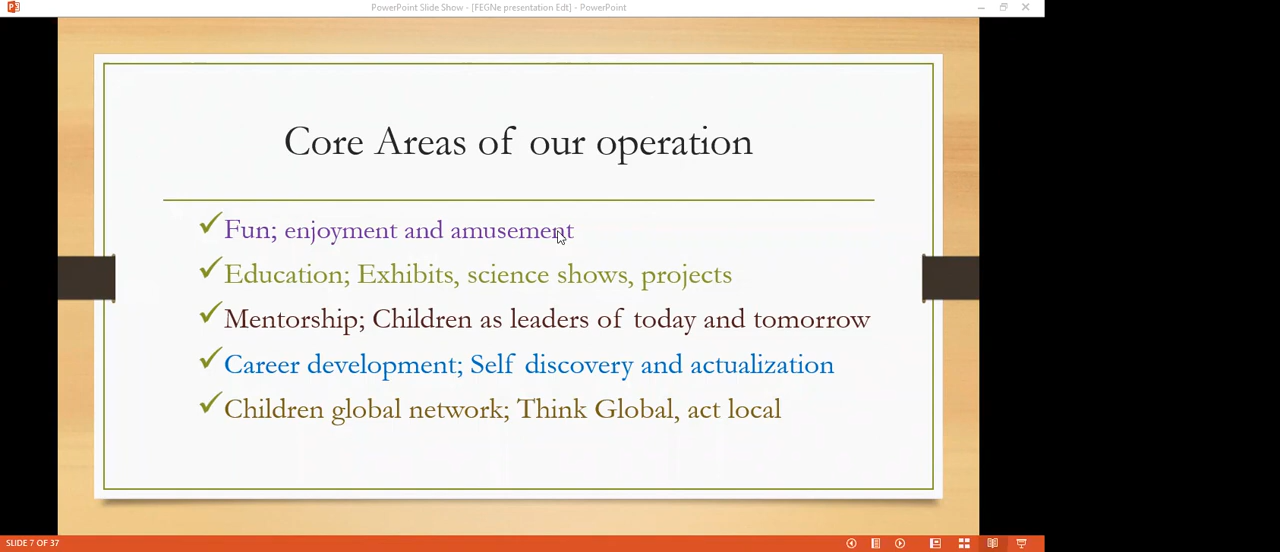 PowerPoint Slide Show - [FEGNe presentation Edt] - PowerPoint
Core Areas of our operation
Fun; enjoyment and amusement
Education; Exhibits, science shows, projects
Mentorship; Children as leaders of today and tomorrow
Career development; Self discovery and actualization
Children global network; Think Global, act local
SLIDE 7 OF 37